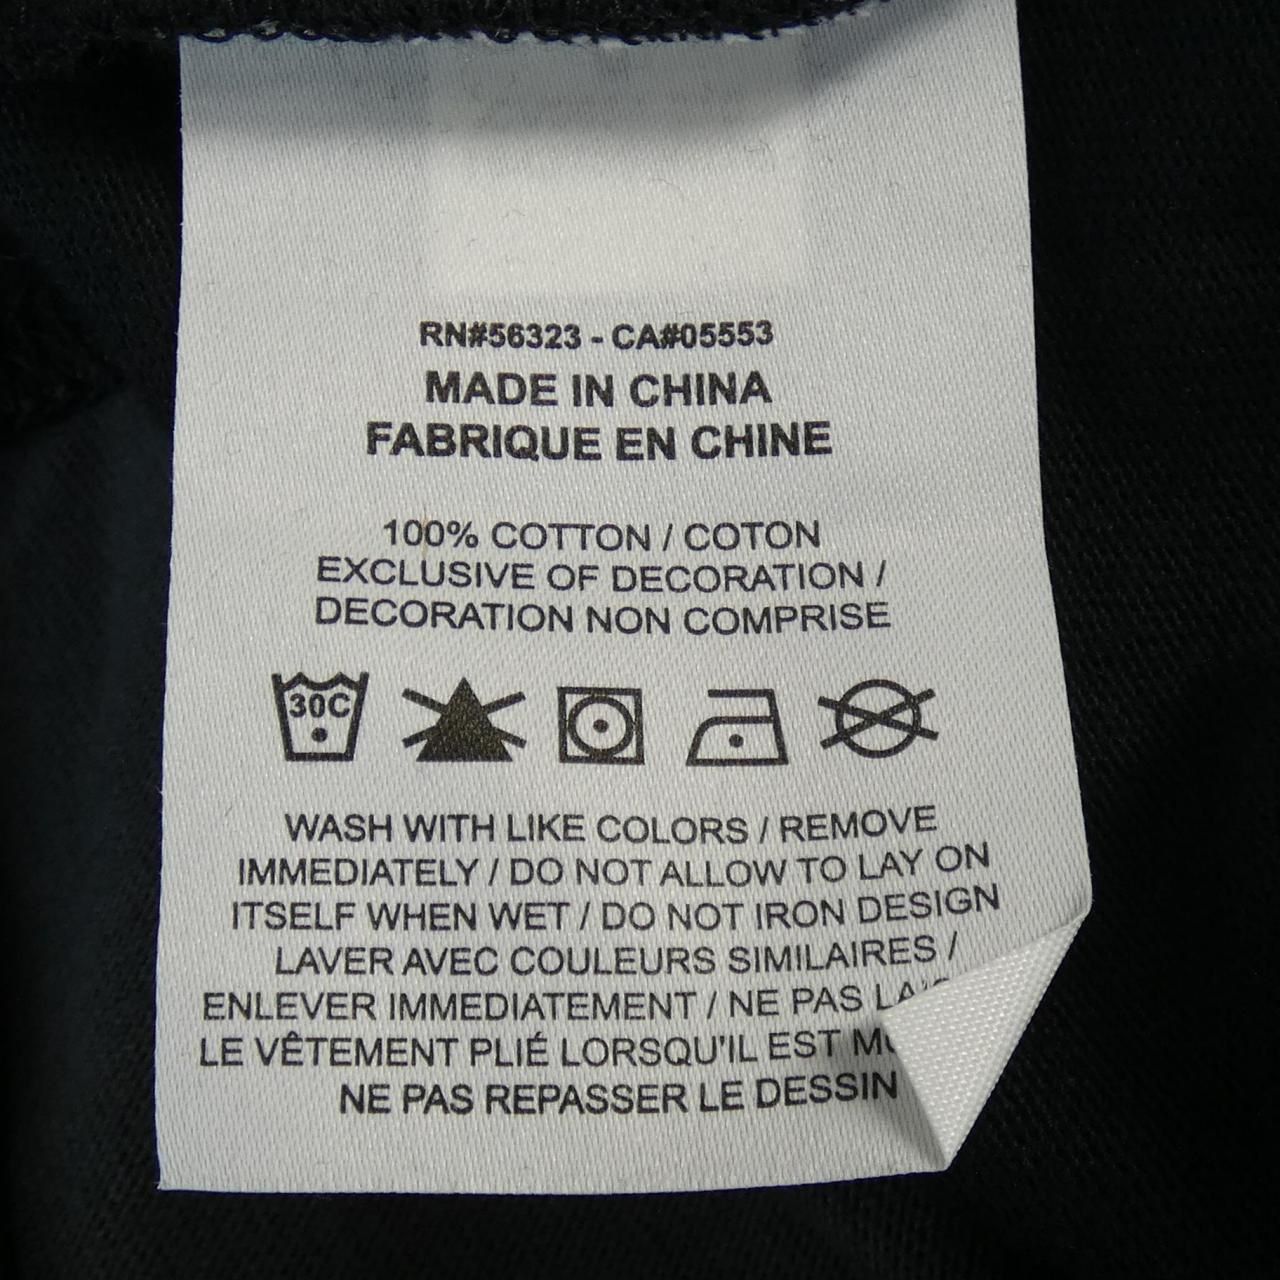 RN#56323 - CA#05553
MADE IN CHINA
FABRIQUE EN CHINE
100% COTTON / COTON
EXCLUSIVE OF DECORATION /
DECORATION NON COMPRISE
30C
WASH WITH LIKE COLORS / REMOVE
IMMEDIATELY / DO NOT ALLOW TO LAY ON
ITSELF WHEN WET / DO NOT IRON DESIGN
LAVER AVEC COULEURS SIMILAIRES /
ENLEVER IMMEDIATEMENT / NE PAS
LE VÊTEMENT PLIÉ LORSQU'IL EST
NE PAS REPASSER LE DESSIN